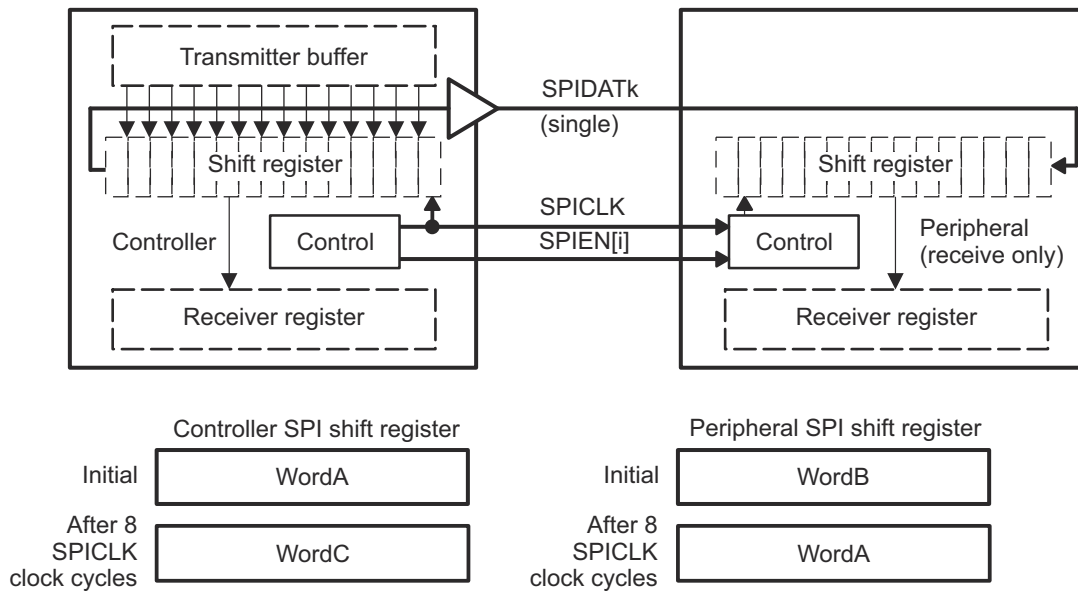 Transmitter buffer
SPIDATk
(single)
Shift register
Shift register
SPICLK
SPIEN[i]
Controller
Control
Control
Peripheral
(receive only)
Receiver register
Receiver register
Controller SPI shift register
Peripheral SPI shift register
Initial
WordA
Initial
WordB
After 8
SPICLK
clock cycles
WordC
After 8
SPICLK
clock cycles
WordA